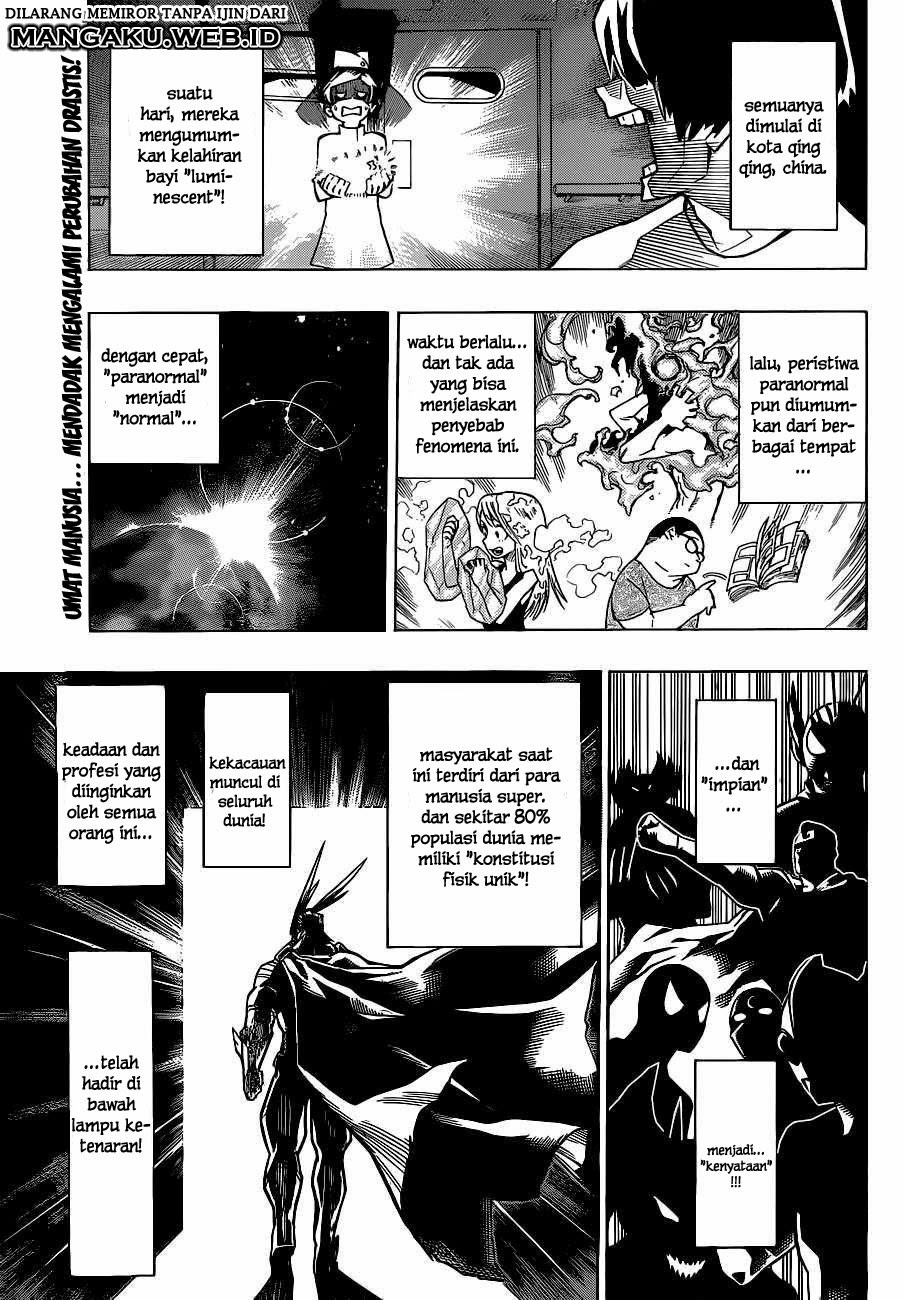 DILARANG MEMIROR TANPA IJIN DARI
MANGAKU.WEB.ID
UMAT MANUSIA... MENDADAK MENGALAMI PERUBAHAN DRASTIS!
semuanya
dimulai di
kota qing
qing, china.
suatu
hari, mereka
mengumum-
kan kelahiran
bayi "lumi-
nescent"!
lalu, peristiwa
paranormal
pun diumum-
kan dari ber-
bagai tempat
...
waktu berlalu...
dan tak ada
yang bisa
menjelaskan
penyebab
fenomena ini.
dengan cepat,
"paranormal"
menjadi
"normal"...
...dan
"impian"
...
menjadi...
"kenyataan"
!!!
masyarakat saat
ini terdiri dari para
manusia super.
dan sekitar 80%
populasi dunia me-
miliki "konstitusi
fisik unik"!
kekacauan
muncul di
seluruh
dunia!
keadaan dan
profesi yang
diinginkan
oleh semua
orang ini...
...telah
hadir di
bawah
lampu ke-
tenaran!